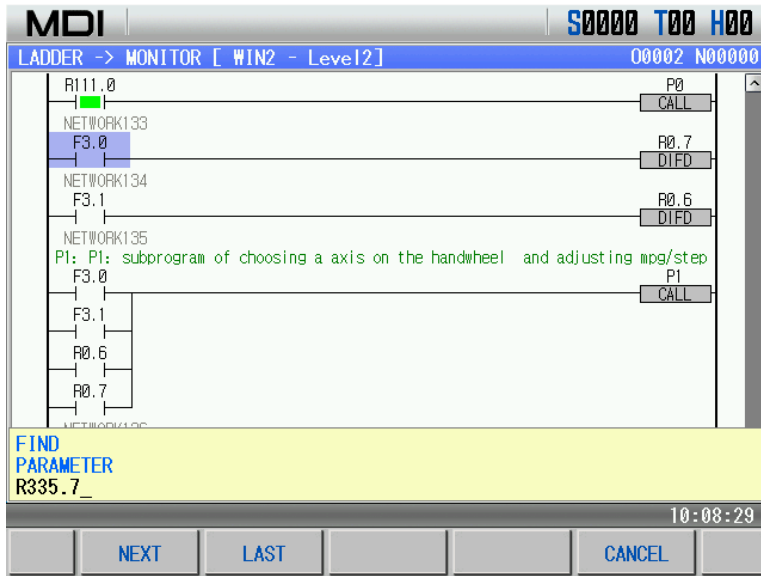 MDI S0000 T00 H00
LADDER -> MONITOR [ WIN2 - Level2] O0002 N00000
R111.0 P0
CALL
NETWORK133
F3.0 R0.7
DIFD
NETWORK134
F3.1 R0.6
DIFD
NETWORK135
P1: P1: subprogram of choosing a axis on the handwheel and adjusting mpg/step
F3.0 P1
CALL
F3.1
R0.6
R0.7
NETWORK136
FIND
PARAMETER
R335.7_
10:08:29
NEXT LAST CANCEL